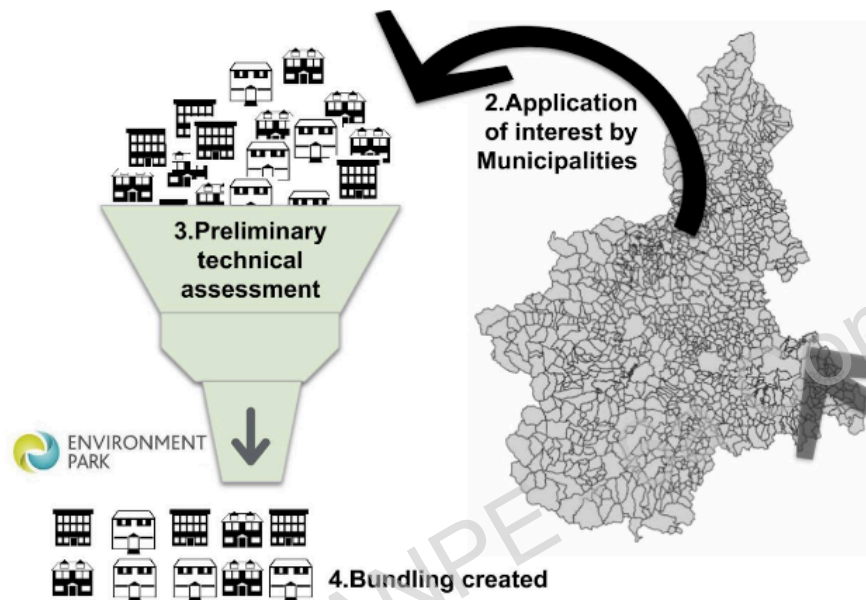 2.Application
of interest by
Municipalities
3.Preliminary
technical
assessment
ENVIRONMENT
PARK
4.Bundling created